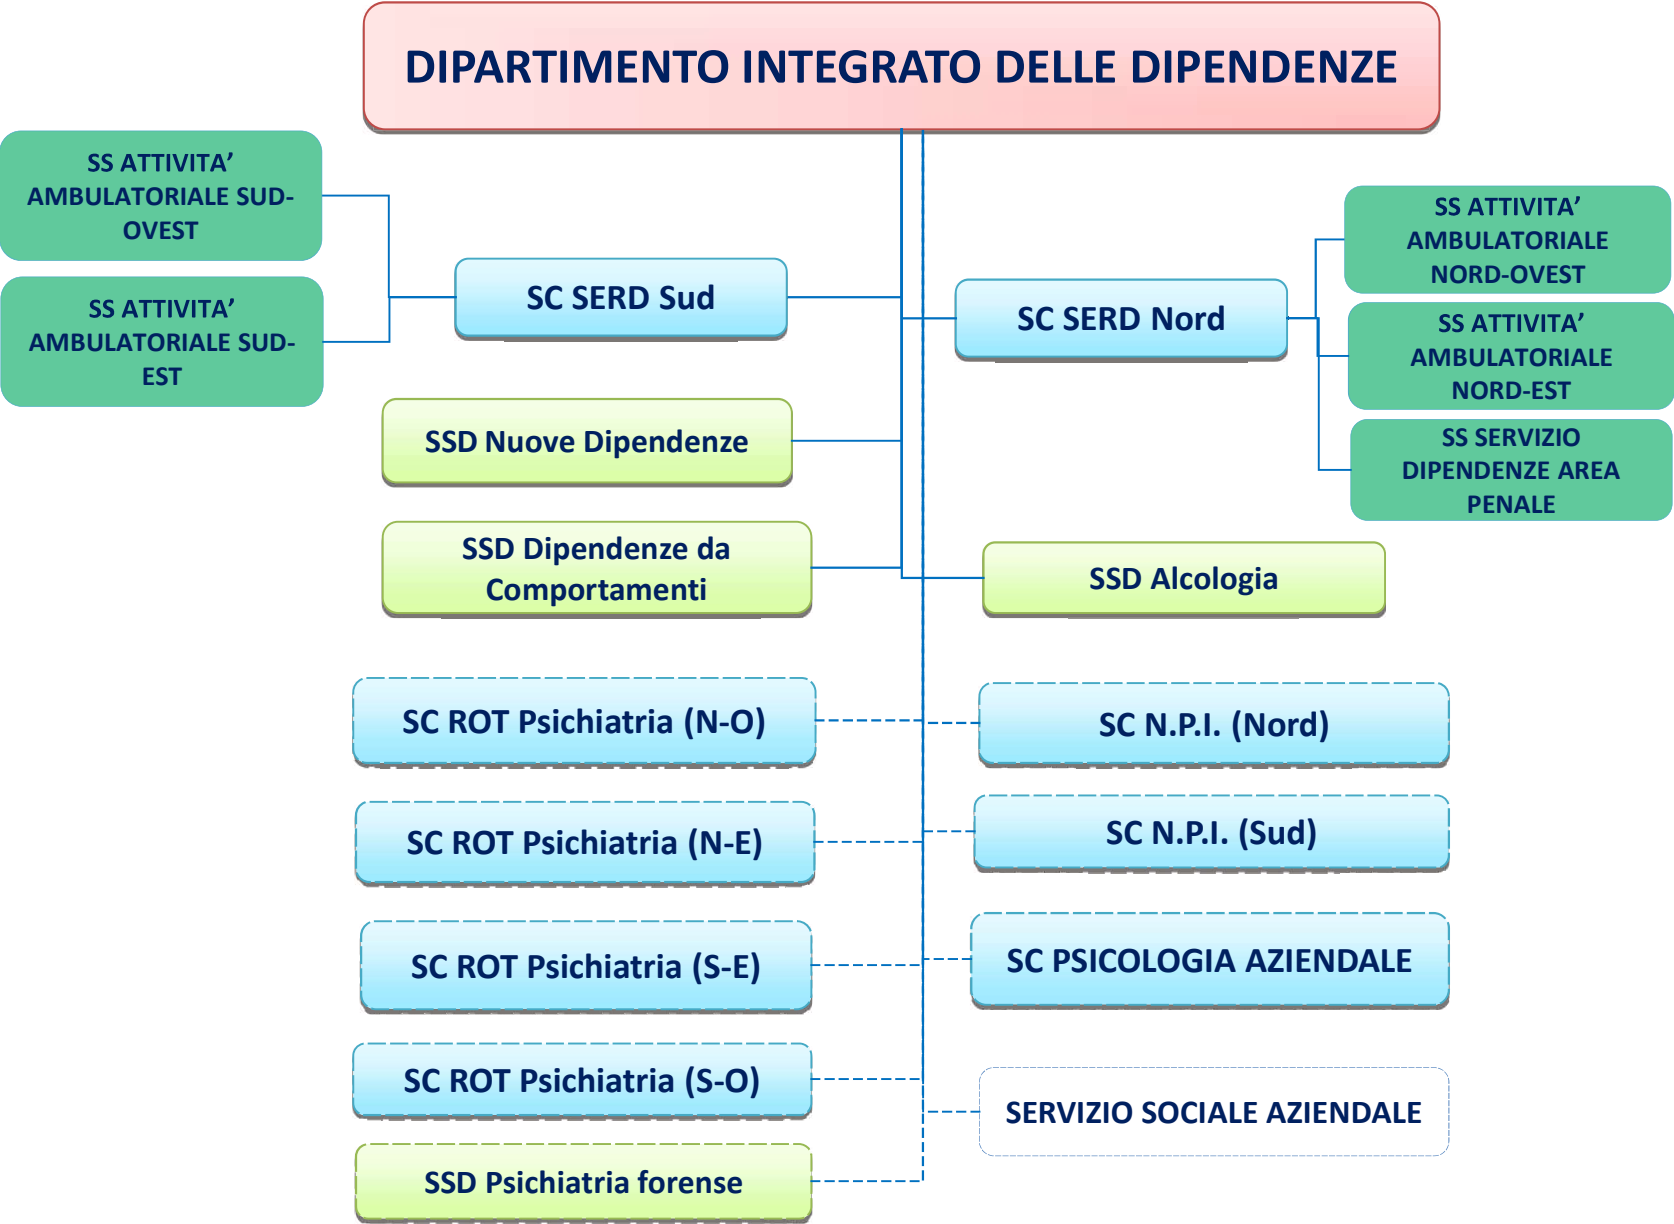 DIPARTIMENTO INTEGRATO DELLE DIPENDENZE
SS ATTIVITA’
AMBULATORIALE SUD-
OVEST
SS ATTIVITA’
AMBULATORIALE SUD-
EST
SC SERD Sud
SC SERD Nord
SS ATTIVITA’
AMBULATORIALE
NORD-OVEST
SS ATTIVITA’
AMBULATORIALE
NORD-EST
SS SERVIZIO
DIPENDENZE AREA
PENALE
SSD Nuove Dipendenze
SSD Dipendenze da
Comportamenti
SSD Alcologia
SC ROT Psichiatria (N-O)
SC N.P.I. (Nord)
SC ROT Psichiatria (N-E)
SC N.P.I. (Sud)
SC ROT Psichiatria (S-E)
SC PSICOLOGIA AZIENDALE
SC ROT Psichiatria (S-O)
SERVIZIO SOCIALE AZIENDALE
SSD Psichiatria forense